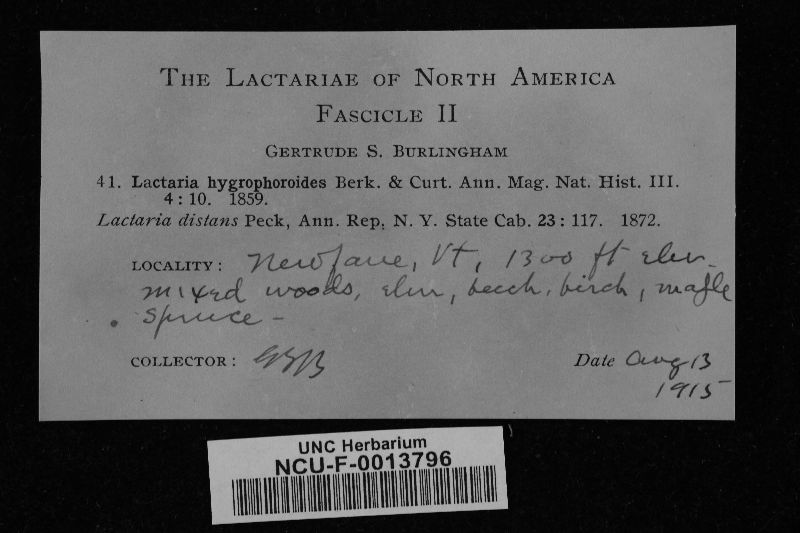 THE LACTARIAE OF NORTH AMERICA
FASCICLE II
GERTRUDE S. BURLINGHAM
41. Lactaria hygrophoroides Berk. & Curt. Ann. Mag. Nat. Hist. III.
4 : 10. 1859.
Lactaria distans Peck, Ann. Rep. N. Y. State Cab. 23 : 117. 1872.
LOCALITY : Newfane, Vt, 1300 ft elev.
mixed woods, elm, beech, birch, maple
spruce -
COLLECTOR : GSB Date Aug 13
1915
UNC Herbarium
NCU-F-0013796